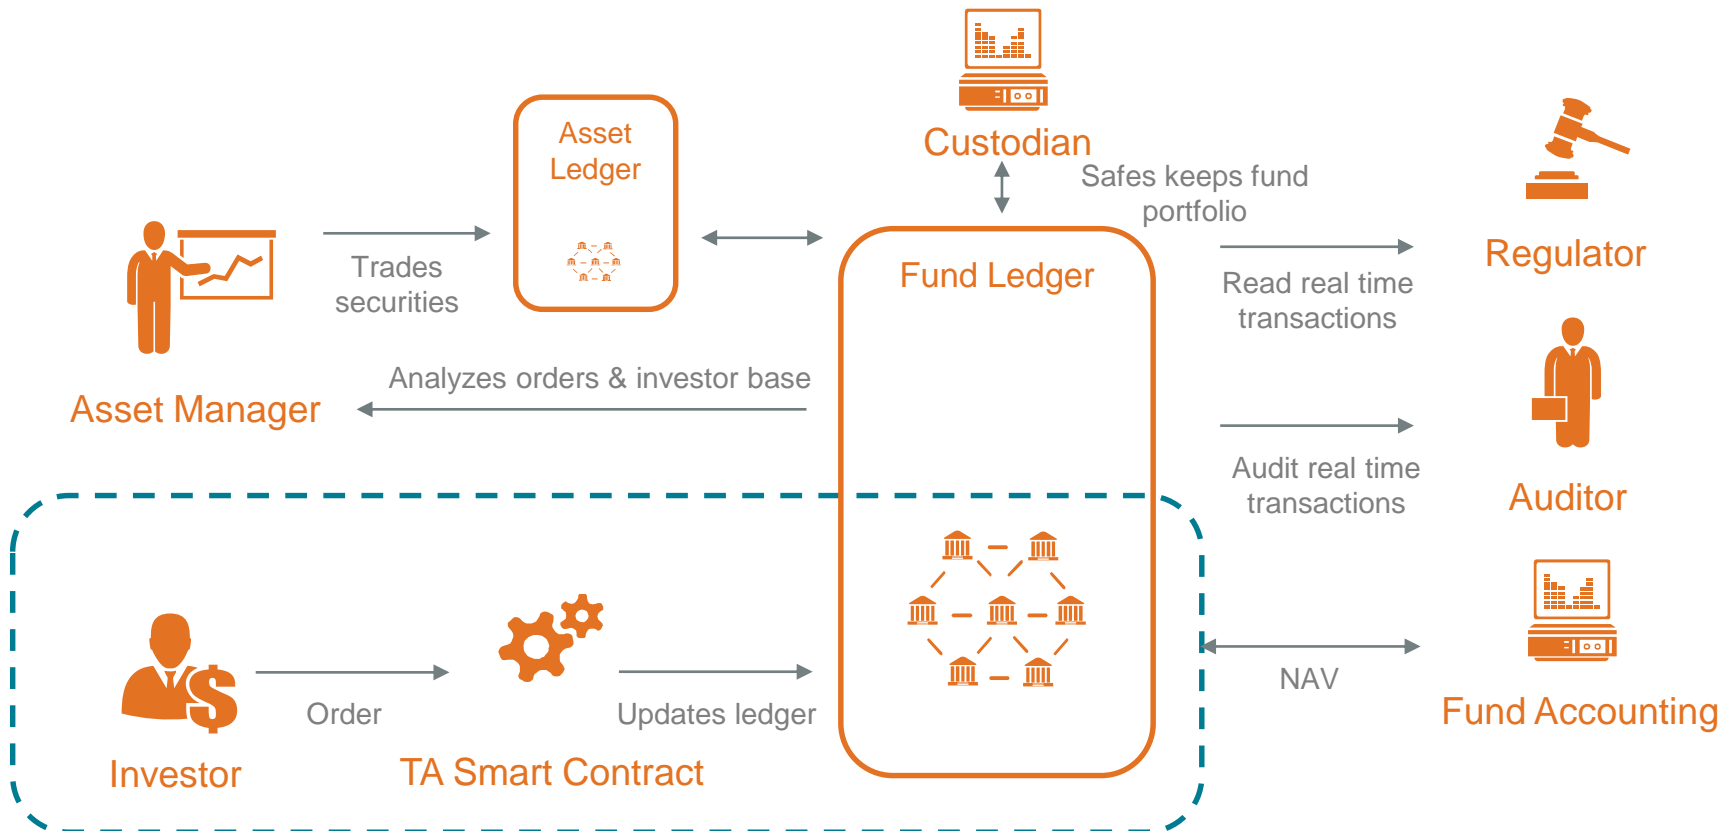 Asset
Ledger
Custodian
Safes keeps fund
portfolio
Trades
securities
Fund Ledger
Regulator
Read real time
transactions
Analyzes orders & investor base
Asset Manager
Audit real time
transactions
Auditor
Order
Updates ledger
NAV
Investor
TA Smart Contract
Fund Accounting